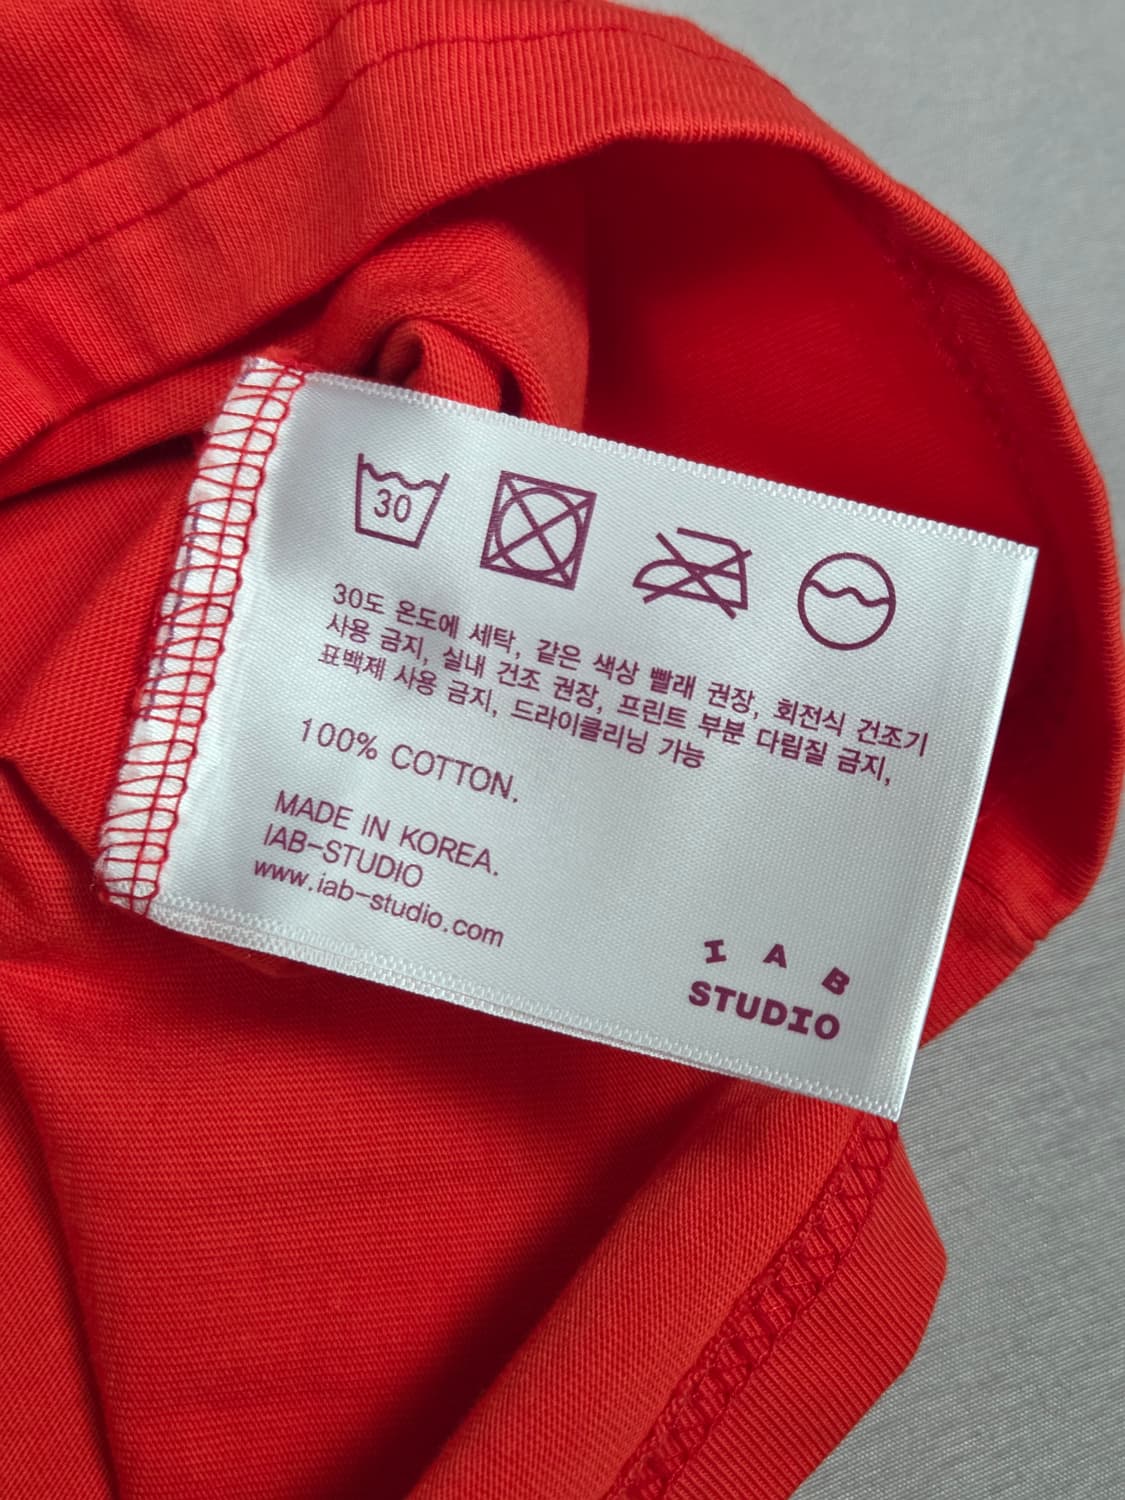 30
30도 온도에 세탁, 같은 색상 빨래 권장, 회전식 건조기
사용 금지, 실내 건조 권장, 프린트 부분 다림질 금지,
표백제 사용 금지, 드라이클리닝 가능
100% COTTON.
MADE IN KOREA.
IAB-STUDIO
www.iab-studio.com
I A B
STUDIO